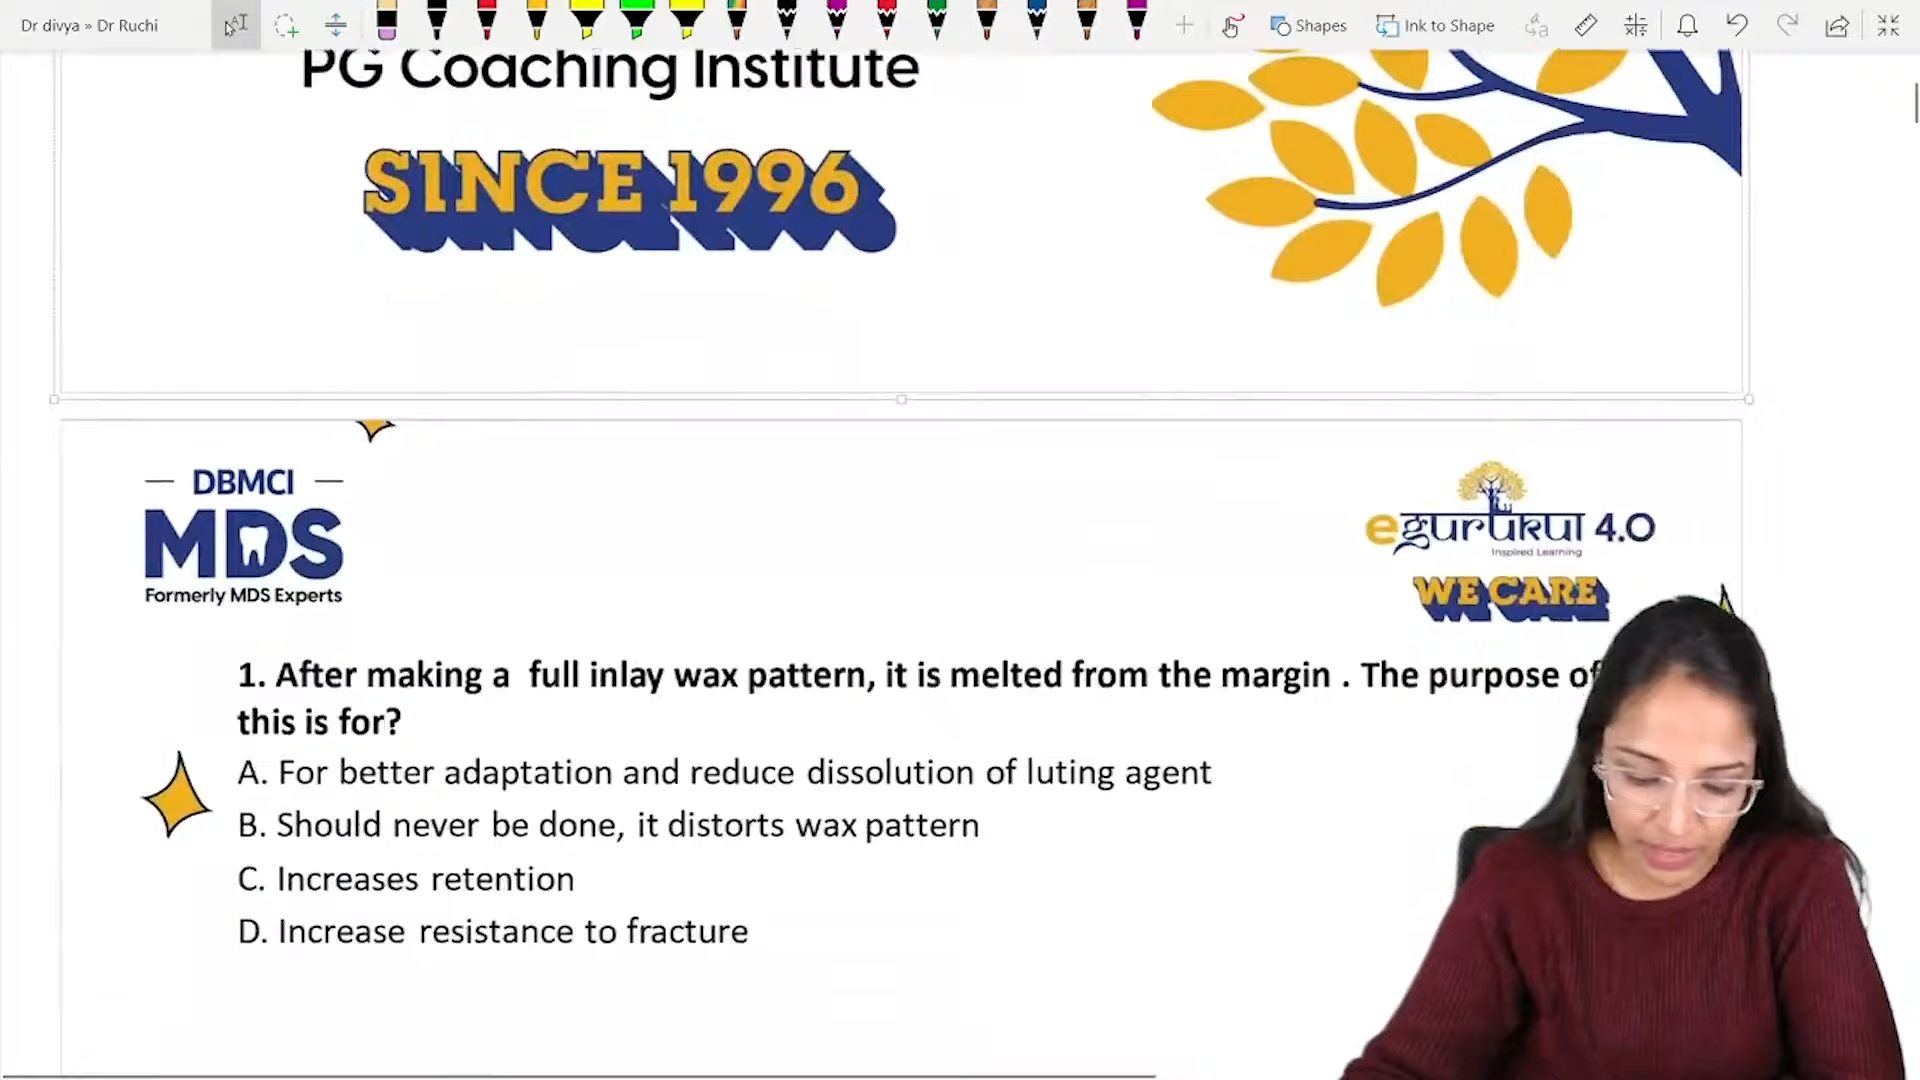 Dr divya » Dr Ruchi
Shapes
Ink to Shape
PG Coaching Institute
SINCE 1996
DBMCI
MDS
Formerly MDS Experts
egurukul 4.0
Inspired Learning
WE CARE
1. After making a full inlay wax pattern, it is melted from the margin . The purpose of
this is for?
A. For better adaptation and reduce dissolution of luting agent
B. Should never be done, it distorts wax pattern
C. Increases retention
D. Increase resistance to fracture